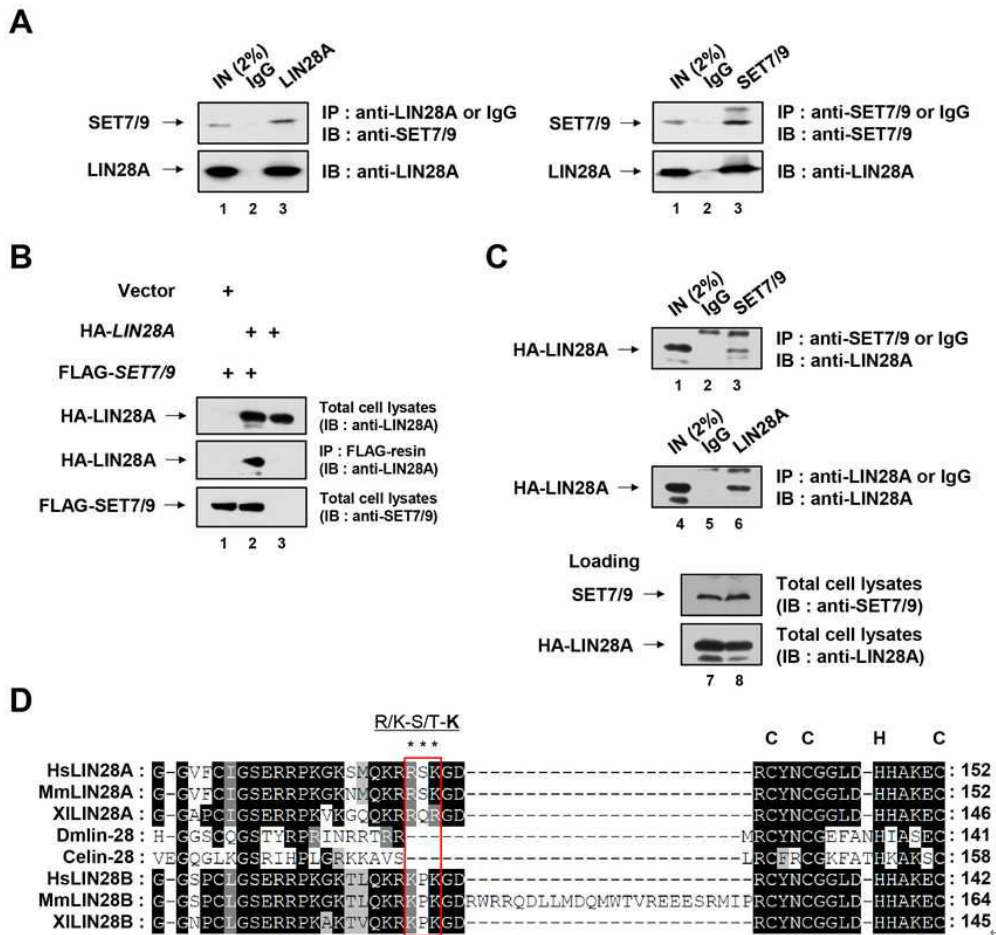 A
IN (2%) IgG LIN28A
SET7/9 → IP : anti-LIN28A or IgG
IB : anti-SET7/9
LIN28A → IB : anti-LIN28A
1 2 3
IN (2%) IgG SET7/9
SET7/9 → IP : anti-SET7/9 or IgG
IB : anti-SET7/9
LIN28A → IB : anti-LIN28A
1 2 3
B
Vector +
HA-LIN28A + +
FLAG-SET7/9 + +
HA-LIN28A → Total cell lysates
(IB : anti-LIN28A)
HA-LIN28A → IP : FLAG-resin
(IB : anti-LIN28A)
FLAG-SET7/9 → Total cell lysates
(IB : anti-SET7/9)
1 2 3
C
IN (2%) IgG SET7/9
HA-LIN28A → IP : anti-SET7/9 or IgG
IB : anti-LIN28A
1 2 3
IN (2%) IgG LIN28A
HA-LIN28A → IP : anti-LIN28A or IgG
IB : anti-LIN28A
4 5 6
Loading
SET7/9 → Total cell lysates
(IB : anti-SET7/9)
HA-LIN28A → Total cell lysates
(IB : anti-LIN28A)
7 8
D
R/K-S/T-K
* * *
C C H C
HsLIN28A : G-GVFCIGSERRPKGKSMQKRRSKGD--------------------------RCYNCGGLD-HHAKEC : 152
MmLIN28A : G-GVFCIGSERRPKGKNMQKRRSKGD--------------------------RCYNCGGLD-HHAKEC : 152
XlLIN28A : G-GAPCIGSERRPKVKGQQKRRQRGD--------------------------RCYNCGGLD-HHAKEC : 146
Dmlin-28 : H-GGSCQGSTYRPRINRRTRR-----------------------------MRCYNCGEFANHIASEC : 141
Celin-28 : VEGQGLKGSRIHPLGRKKAVS-----------------------------LRCFRCGKFATHKAKSC : 158
HsLIN28B : G-GSPCLGSERRPKGKTLQKRKPKGD--------------------------RCYNCGGLD-HHAKEC : 142
MmLIN28B : G-GSPCLGSERRPKGKTLQKRKPKGDRWRRQDLLMDQMWTVREEESRMIPRCYNCGGLD-HHAKEC : 164
XlLIN28B : G-GNPCLGSERRPKAKTVQKRKPKGD--------------------------RCYNCGGLD-HHAKEC : 145